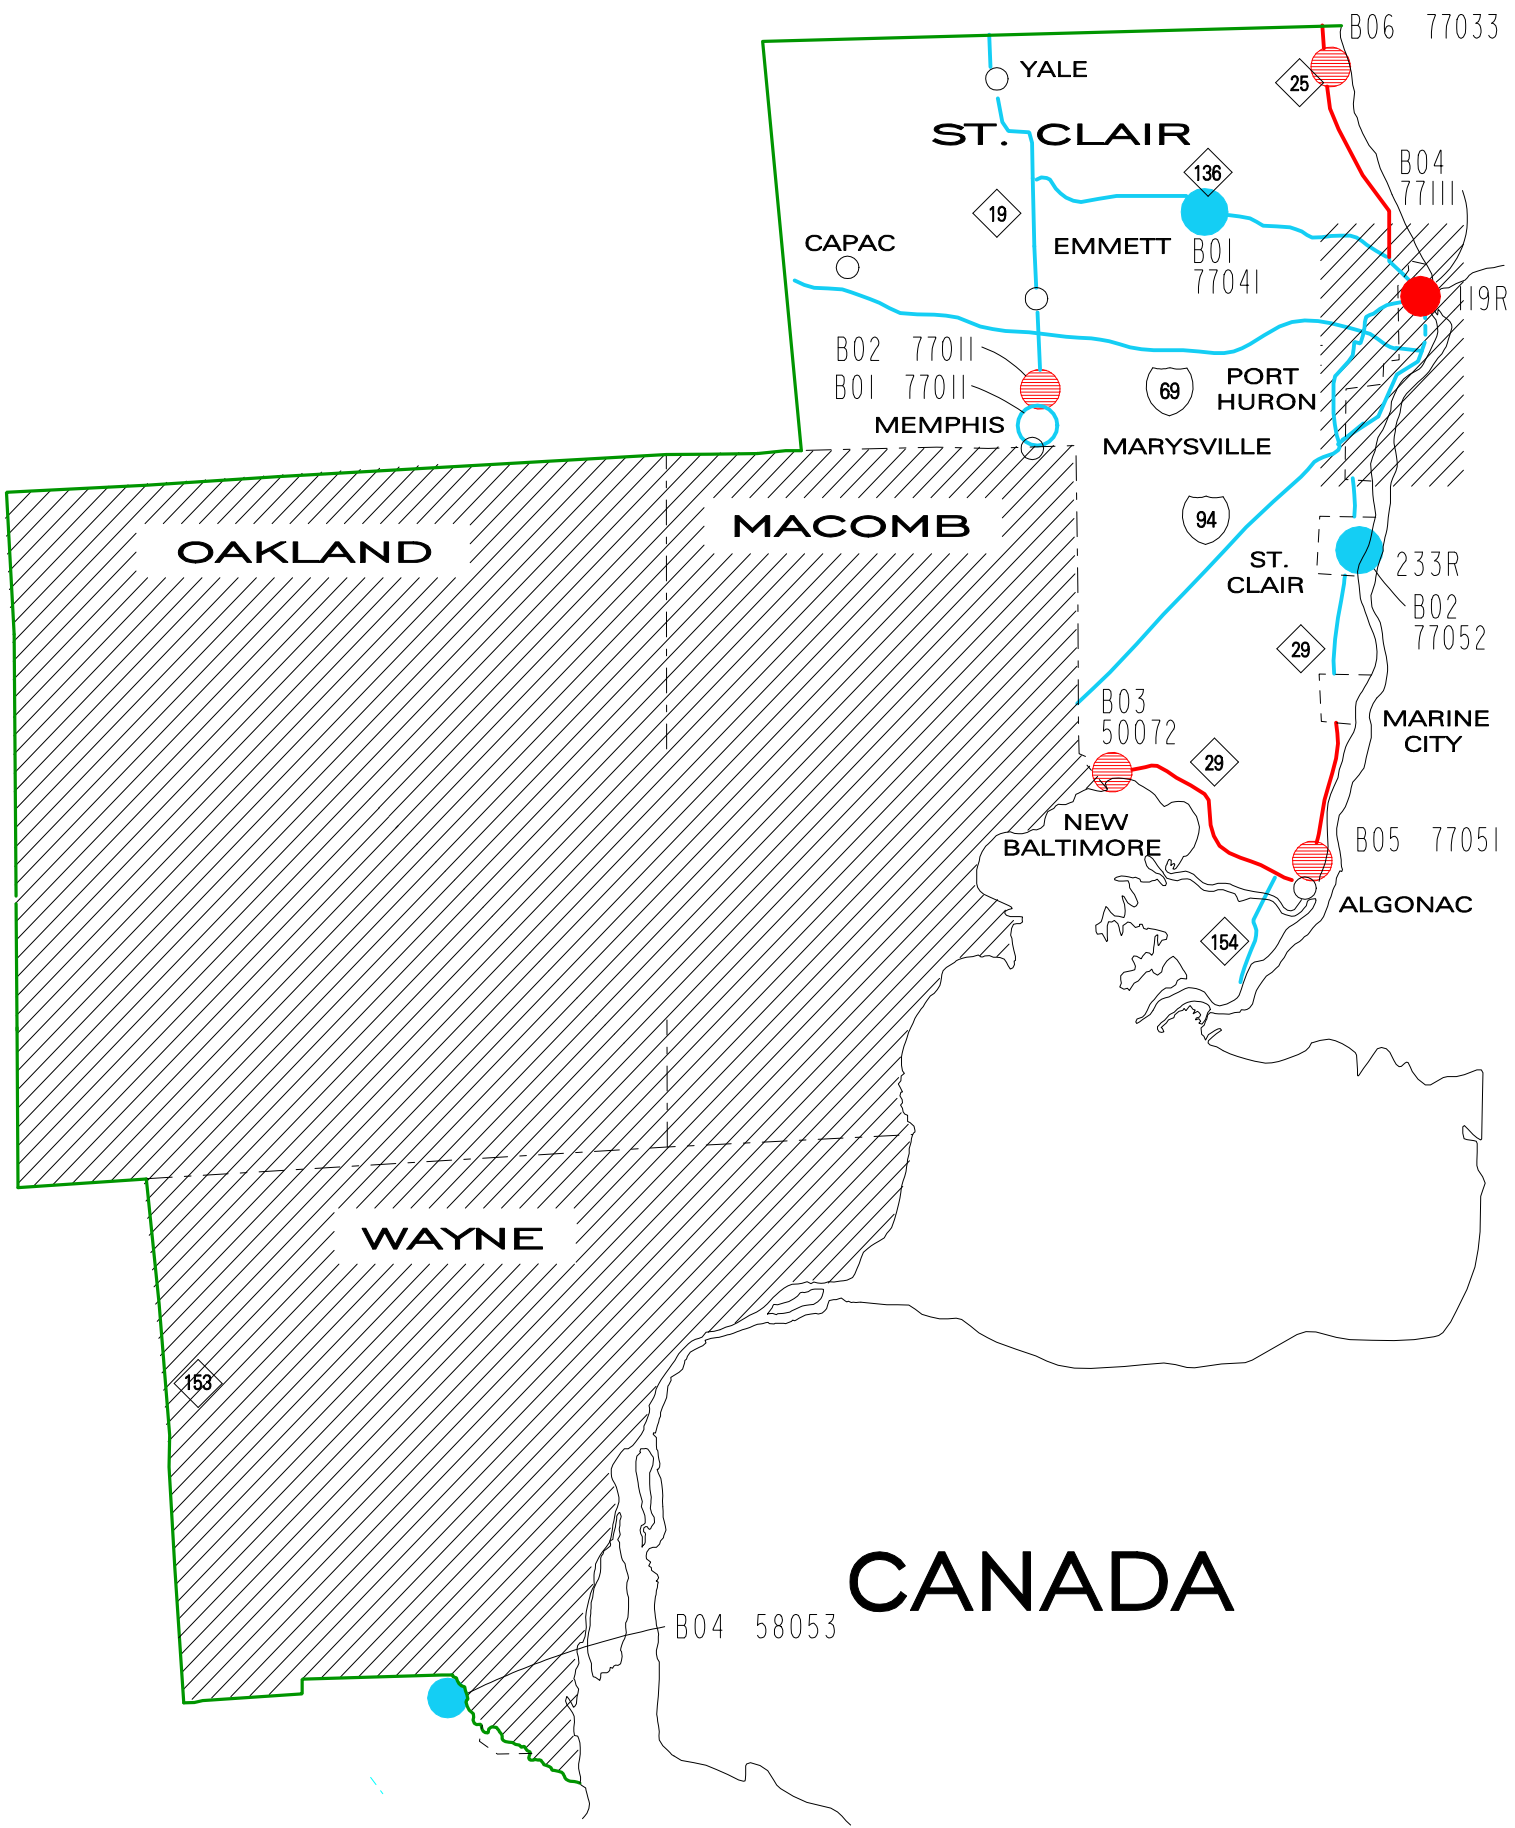 B06 77033
YALE
25
ST. CLAIR
B04
77111
136
19
CAPAC
EMMETT
B01
77041
119R
B02 77011
B01 77011
69
PORT
HURON
MEMPHIS
MARYSVILLE
94
MACOMB
OAKLAND
ST.
CLAIR
233R
B02
77052
29
B03
50072
MARINE
CITY
29
NEW
BALTIMORE
B05 77051
ALGONAC
154
WAYNE
153
CANADA
B04 58053